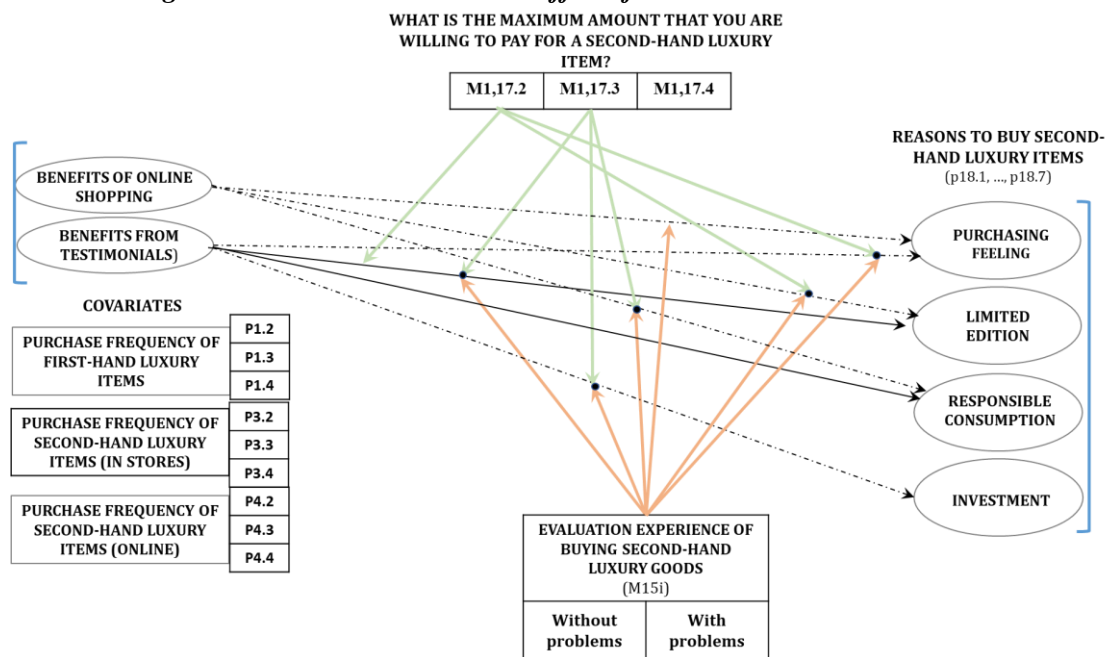 WHAT IS THE MAXIMUM AMOUNT THAT YOU ARE
WILLING TO PAY FOR A SECOND-HAND LUXURY
ITEM?
M1,17.2 M1,17.3 M1,17.4
BENEFITS OF ONLINE
SHOPPING
BENEFITS FROM
TESTIMONIALS)
COVARIATES
PURCHASE FREQUENCY OF
FIRST-HAND LUXURY
ITEMS
P1.2
P1.3
P1.4
PURCHASE FREQUENCY OF
SECOND-HAND LUXURY
ITEMS (IN STORES)
P3.2
P3.3
P3.4
PURCHASE FREQUENCY OF
SECOND-HAND LUXURY
ITEMS (ONLINE)
P4.2
P4.3
P4.4
REASONS TO BUY SECOND-
HAND LUXURY ITEMS
(p18.1, ..., p18.7)
PURCHASING
FEELING
LIMITED
EDITION
RESPONSIBLE
CONSUMPTION
INVESTMENT
EVALUATION EXPERIENCE OF
BUYING SECOND-HAND
LUXURY GOODS
(M15i)
Without
problems
With
problems